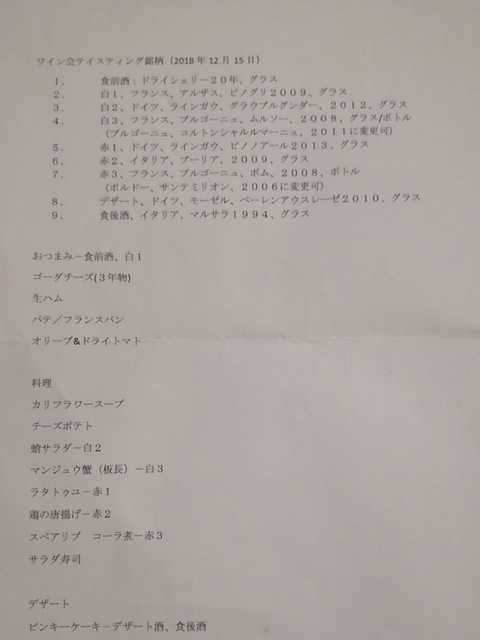 ワイン会テイスティング銘柄（2018 年 12 月 15 日）
１． 食前酒：ドライシェリー２０年、グラス
２． 白１、フランス、アルザス、ピノグリ２００９、グラス
３． 白２、ドイツ、ラインガウ、グラウブルグンダー、２０１２、グラス
４． 白３、フランス、ブルゴーニュ、ムルソー、２００８、グラス/ボトル
（ブルゴーニュ、コルトンシャルルマーニュ、２０１１に変更可）
５． 赤１、ドイツ、ラインガウ、ピノノアール２０１３、グラス
６． 赤２、イタリア、プーリア、２００９、グラス
７． 赤３、フランス、ブルゴーニュ、ポム、２００８、ボトル
（ボルドー、サンテミリオン、２００６に変更可）
８． デザート、ドイツ、モーゼル、ベーレンアウスレーゼ２０１０、グラス
９． 食後酒、イタリア、マルサラ１９９４、グラス
おつまみ－食前酒、白１
ゴーダチーズ(３年物)
生ハム
パテ／フランスパン
オリーブ&ドライトマト
料理
カリフラワースープ
チーズポテト
蛤サラダ－白２
マンジュウ蟹（板長）－白３
ラタトゥユ－赤１
鶏の唐揚げ－赤２
スペアリブ　コーラ煮－赤３
サラダ寿司
デザート
ピンキーケーキ－デザート酒、食後酒